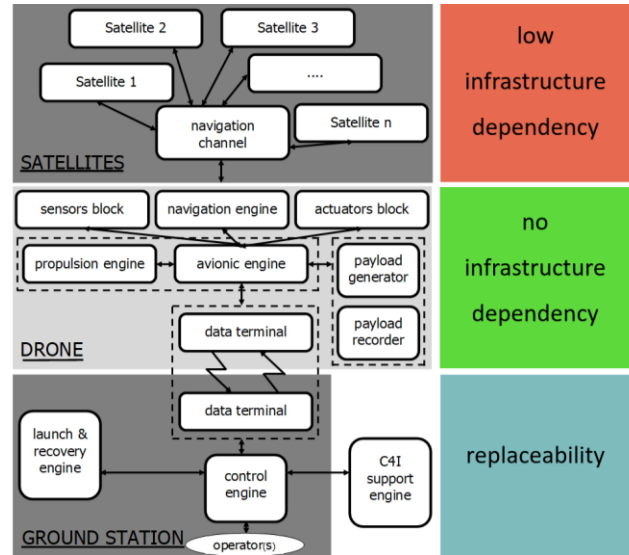 Satellite 2
Satellite 3
Satellite 1
....
navigation
channel
Satellite n
SATELLITES
low
infrastructure
dependency
sensors block
navigation engine
actuators block
propulsion engine
avionic engine
payload
generator
data terminal
payload
recorder
DRONE
no
infrastructure
dependency
data terminal
launch &
recovery
engine
control
engine
C4I
support
engine
GROUND STATION
operator(s)
replaceability